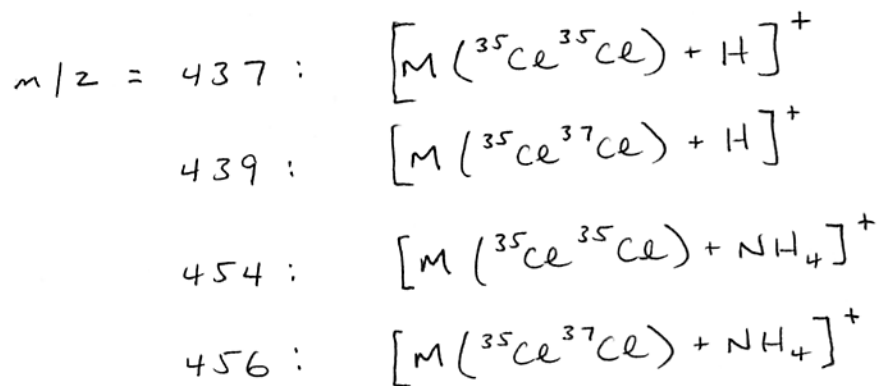 m/z = 437 : [M(³⁵Cl³⁵Cl) + H]⁺
439 : [M(³⁵Cl³⁷Cl) + H]⁺
454 : [M(³⁵Cl³⁵Cl) + NH₄]⁺
456 : [M(³⁵Cl³⁷Cl) + NH₄]⁺